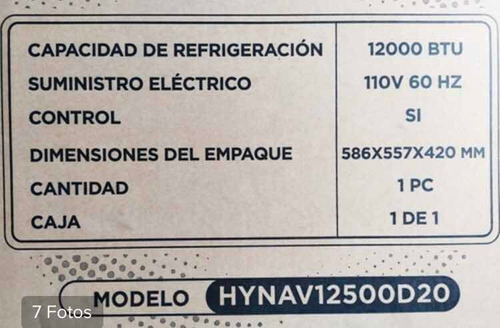 CAPACIDAD DE REFRIGERACIÓN 12000 BTU
SUMINISTRO ELÉCTRICO 110V 60 HZ
CONTROL SI
DIMENSIONES DEL EMPAQUE 586X557X420 MM
CANTIDAD 1 PC
CAJA 1 DE 1
MODELO HYNAV12500D20
7 Fotos